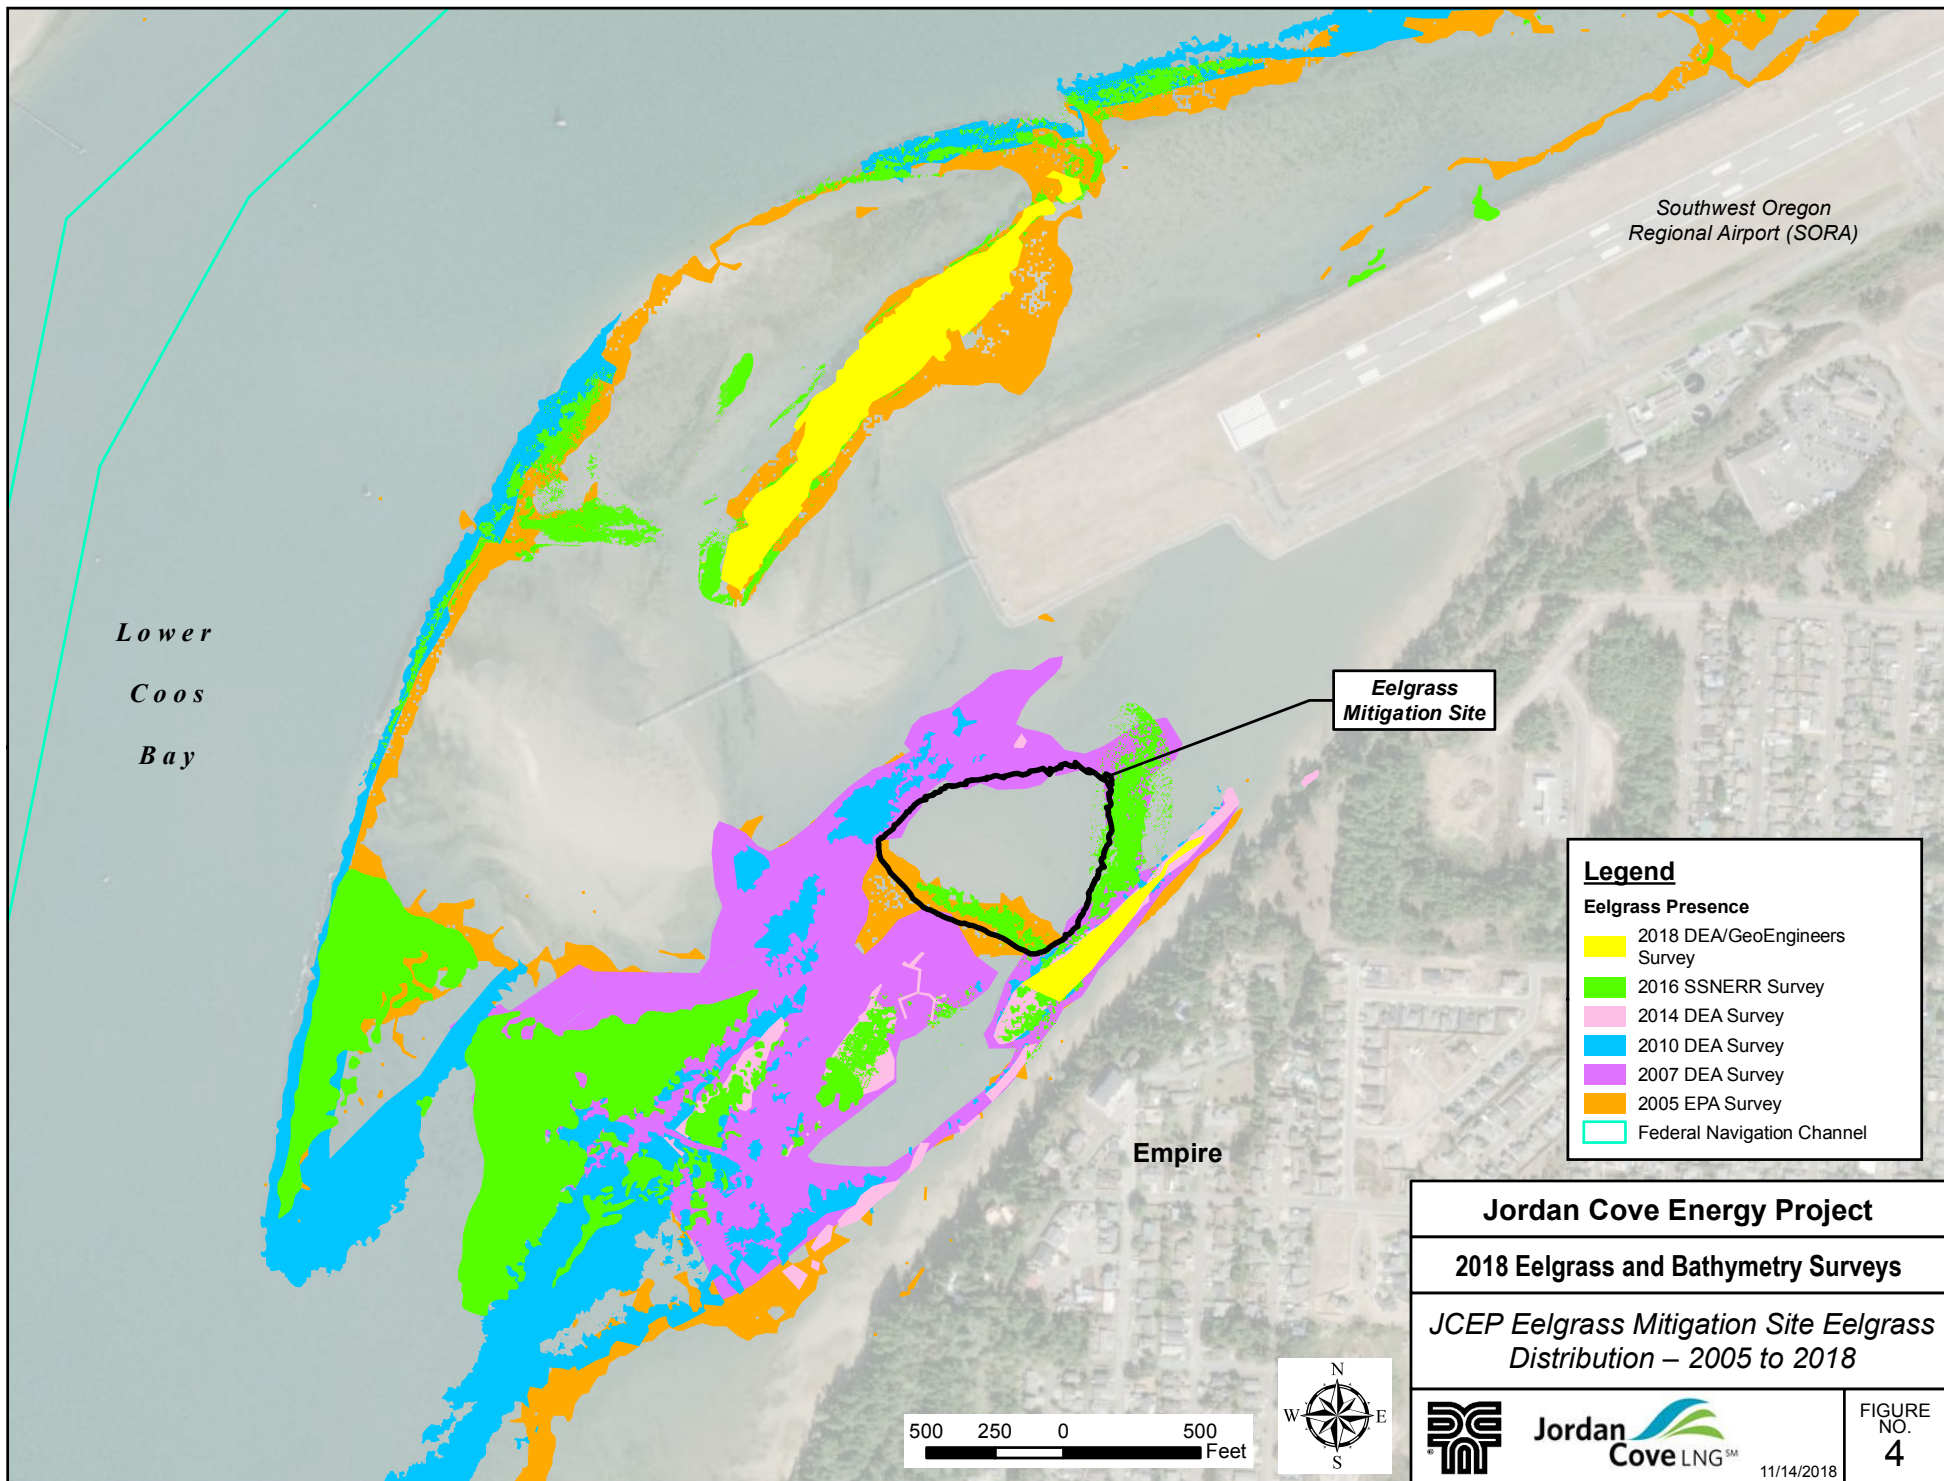 Southwest Oregon
Regional Airport (SORA)
Lower
Coos
Bay
Eelgrass
Mitigation Site
Empire
Legend
Eelgrass Presence
2018 DEA/GeoEngineers
Survey
2016 SSNERR Survey
2014 DEA Survey
2010 DEA Survey
2007 DEA Survey
2005 EPA Survey
Federal Navigation Channel
Jordan Cove Energy Project
2018 Eelgrass and Bathymetry Surveys
JCEP Eelgrass Mitigation Site Eelgrass
Distribution – 2005 to 2018
N
W E
S
500 250 0 500
Feet
®
Jordan
Cove LNG SM
11/14/2018
FIGURE
NO.
4